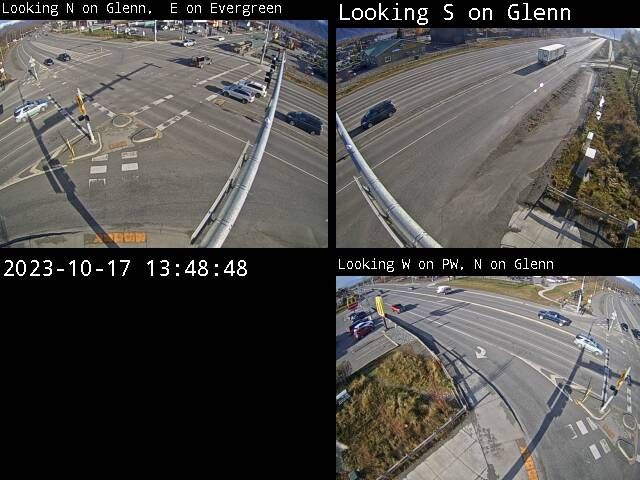 Looking N on Glenn,  E on Evergreen
Looking S on Glenn
2023-10-17 13:48:48
Looking W on PW, N on Glenn